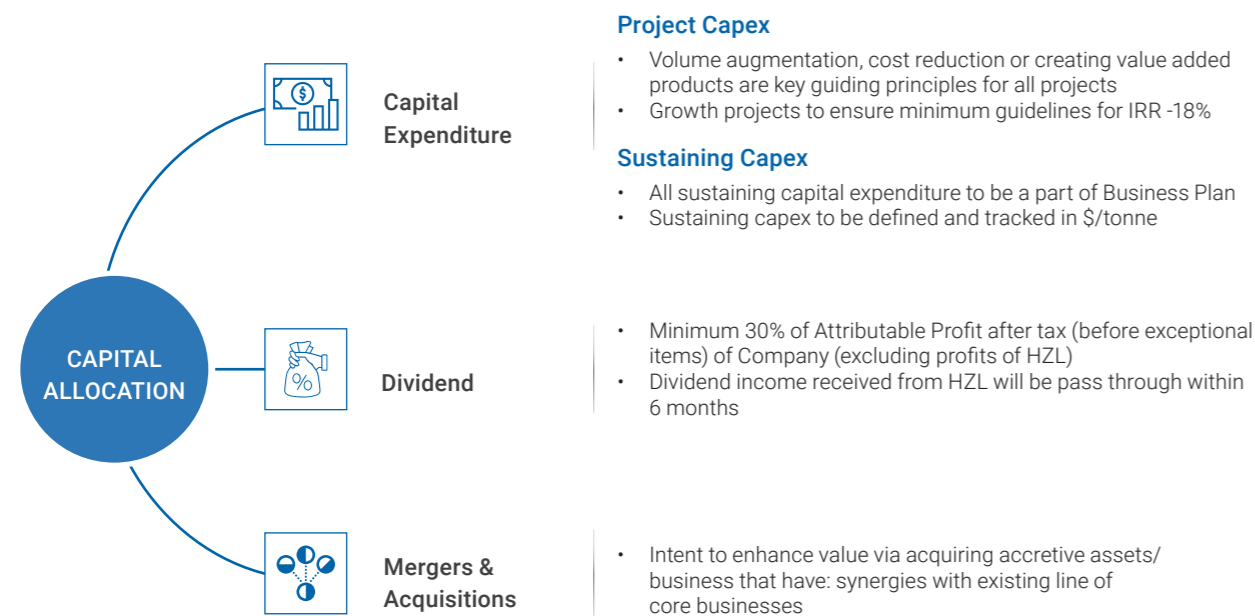 CAPITAL
ALLOCATION
$
Capital
Expenditure
Project Capex
• Volume augmentation, cost reduction or creating value added
products are key guiding principles for all projects
• Growth projects to ensure minimum guidelines for IRR -18%
Sustaining Capex
• All sustaining capital expenditure to be a part of Business Plan
• Sustaining capex to be defined and tracked in $/tonne
%
Dividend
• Minimum 30% of Attributable Profit after tax (before exceptional
items) of Company (excluding profits of HZL)
• Dividend income received from HZL will be pass through within
6 months
Mergers &
Acquisitions
• Intent to enhance value via acquiring accretive assets/
business that have: synergies with existing line of
core businesses